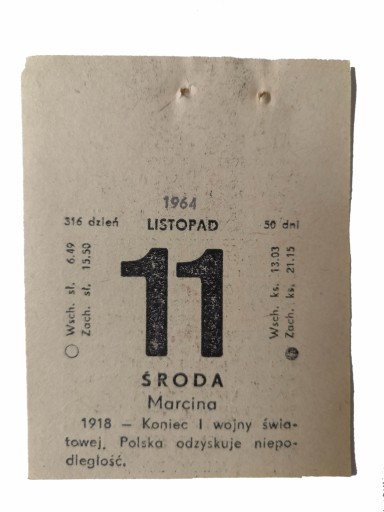 1964
316 dzień LISTOPAD 50 dni
Wsch. sł. 6.49
Zach. sł. 15.50
11
Wsch. ks. 13.03
Zach. ks. 21.15
ŚRODA
Marcina
1918 — Koniec I wojny świa-
towej, Polska odzyskuje niepo-
dległość.